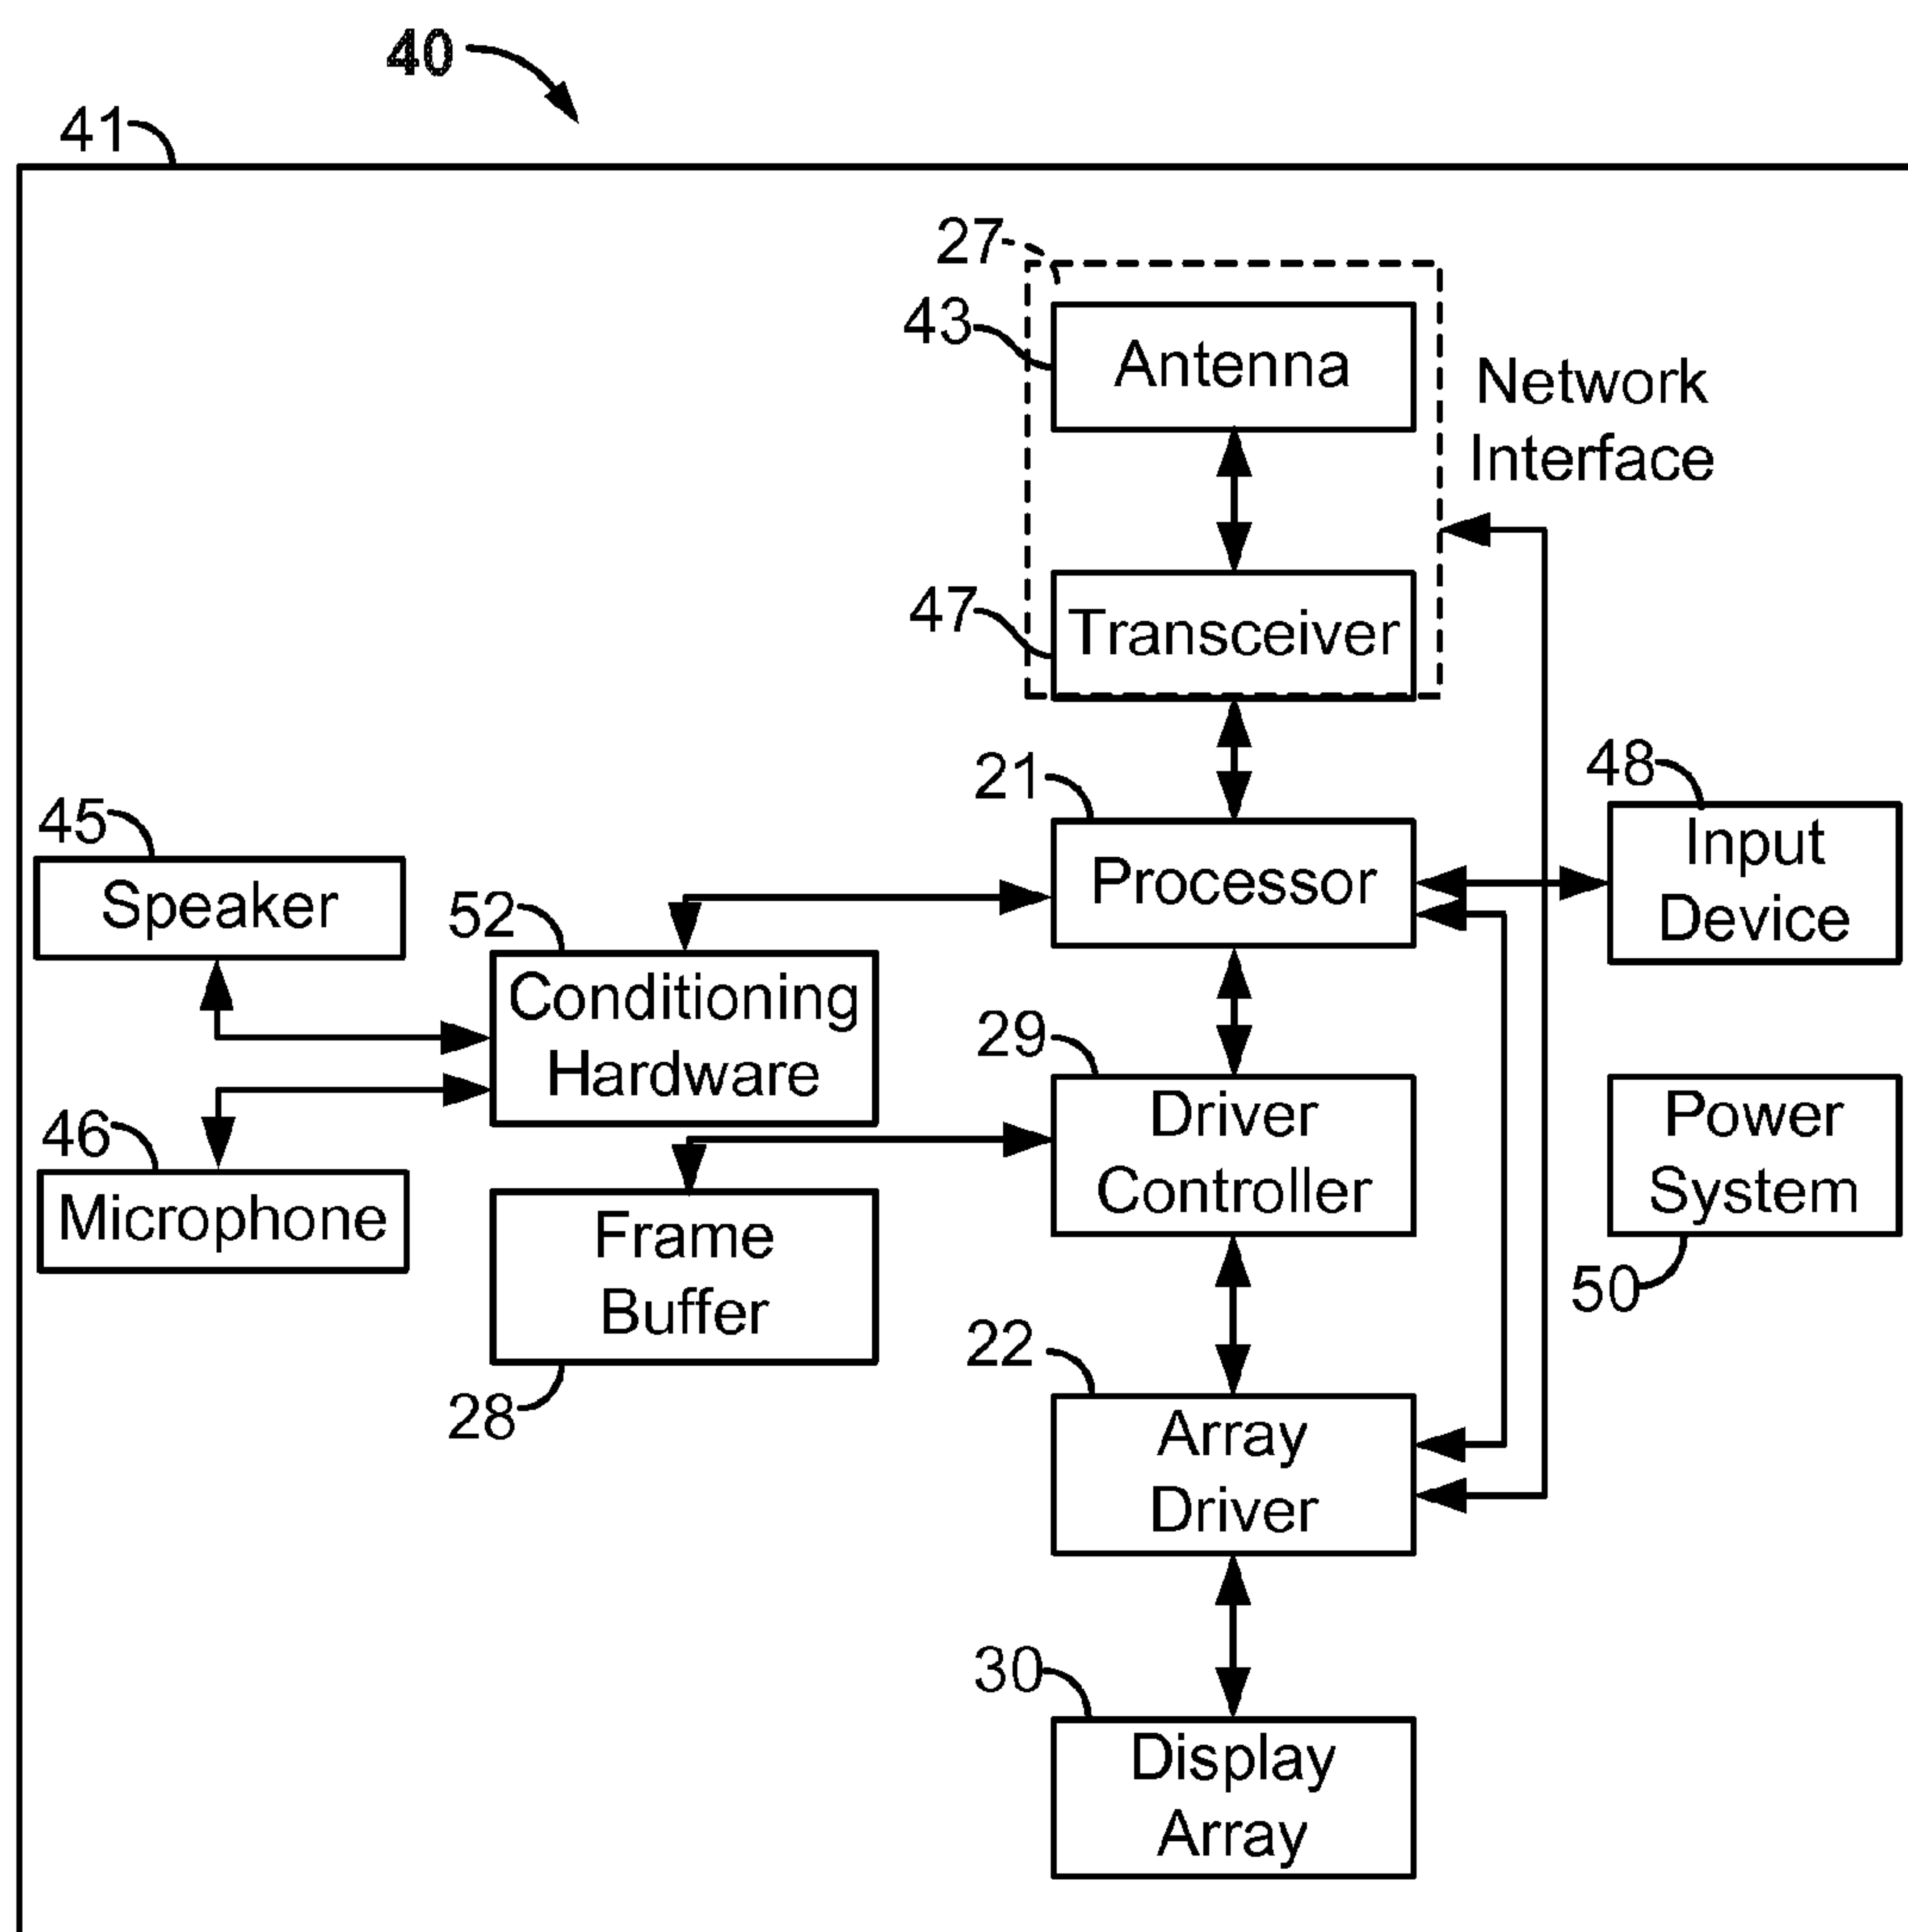 40
41
27
43
Antenna
Network
Interface
47
Transceiver
21
Processor
48
Input
Device
45
Speaker
52
Conditioning
Hardware
29
Driver
Controller
Power
System
50
46
Microphone
Frame
Buffer
28
22
Array
Driver
30
Display
Array